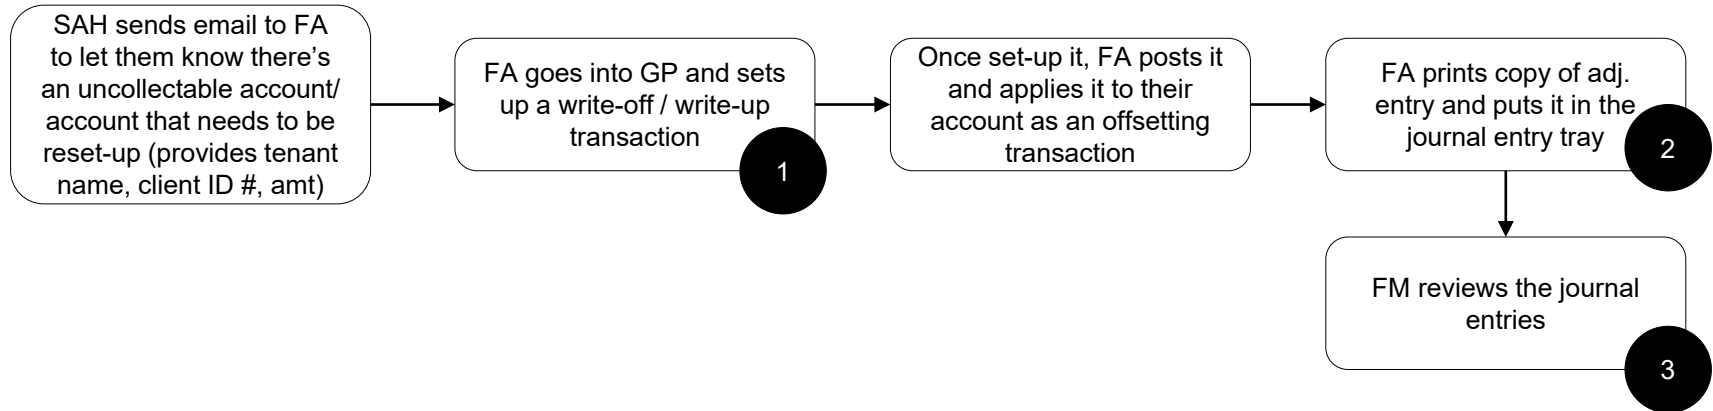 SAH sends email to FA
to let them know there’s
an uncollectable account/
account that needs to be
reset-up (provides tenant
name, client ID #, amt)
FA goes into GP and sets
up a write-off / write-up
transaction
1
Once set-up it, FA posts it
and applies it to their
account as an offsetting
transaction
FA prints copy of adj.
entry and puts it in the
journal entry tray
2
FM reviews the journal
entries
3